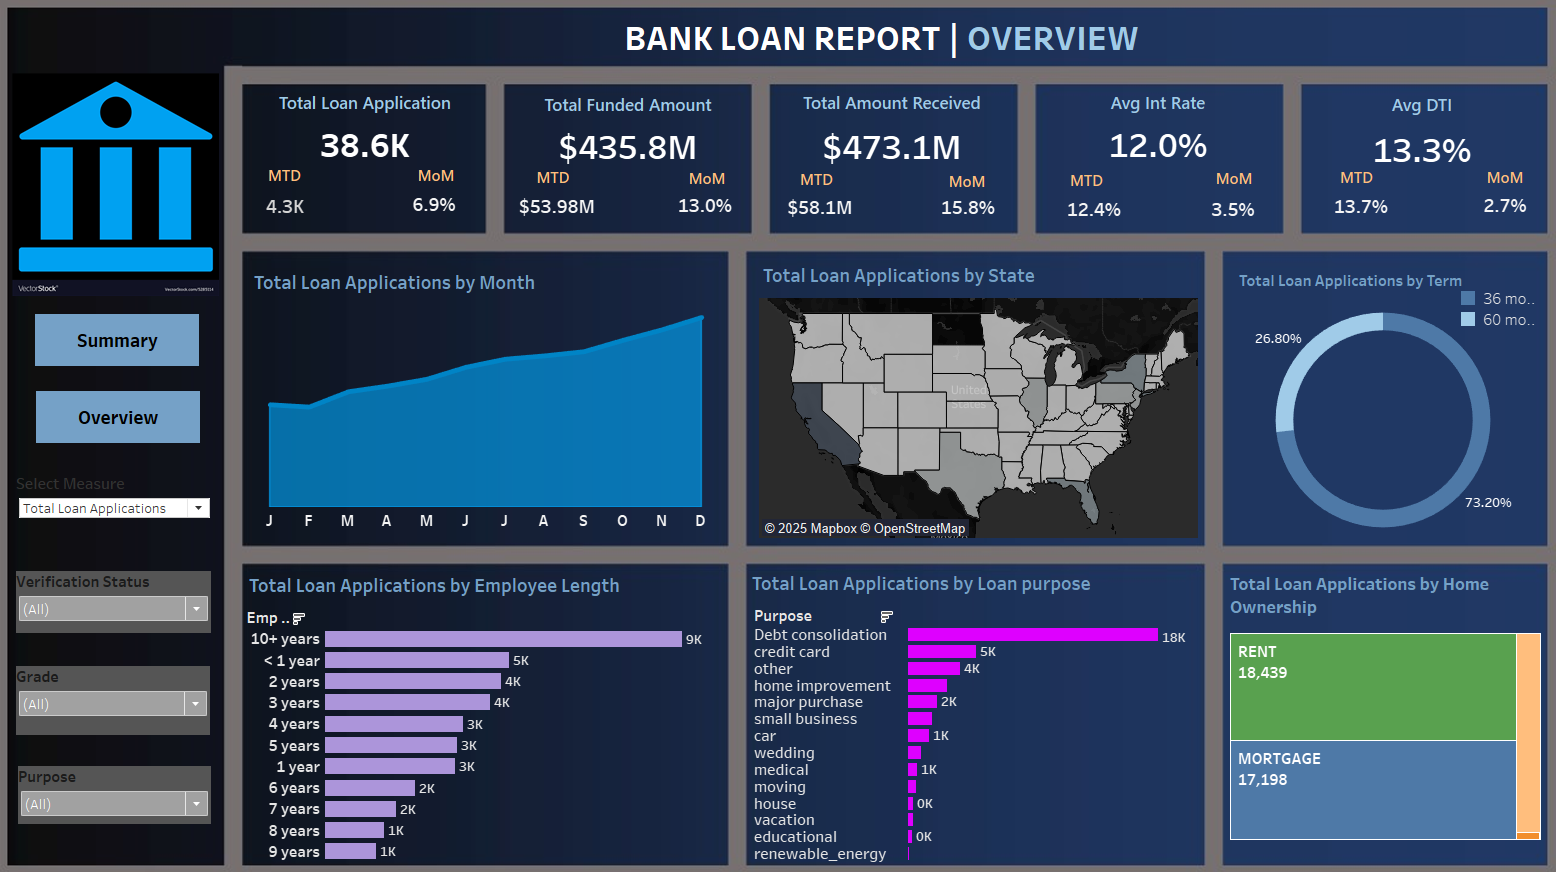 BANK LOAN REPORT | OVERVIEW
Total Loan Application
38.6K
MTD MoM
4.3K 6.9%
Total Funded Amount
$435.8M
MTD MoM
$53.98M 13.0%
Total Amount Received
$473.1M
MTD MoM
$58.1M 15.8%
Avg Int Rate
12.0%
MTD MoM
12.4% 3.5%
Avg DTI
13.3%
MTD MoM
13.7% 2.7%
VectorStock®
VectorStock.com/5285514
Summary
Overview
Select Measure
Total Loan Applications
Verification Status
(All)
Grade
(All)
Purpose
(All)
Total Loan Applications by Month
J F M A M J J A S O N D
Total Loan Applications by State
United
States
© 2025 Mapbox © OpenStreetMap
Total Loan Applications by Term
36 mo..
60 mo..
26.80%
73.20%
Total Loan Applications by Employee Length
Emp ..
10+ years 9K
< 1 year 5K
2 years 4K
3 years 4K
4 years 3K
5 years 3K
1 year 3K
6 years 2K
7 years 2K
8 years 1K
9 years 1K
Total Loan Applications by Loan purpose
Purpose
Debt consolidation 18K
credit card 5K
other 4K
home improvement
major purchase 2K
small business
car 1K
wedding
medical 1K
moving
house 0K
vacation
educational 0K
renewable_energy
Total Loan Applications by Home
Ownership
RENT
18,439
MORTGAGE
17,198